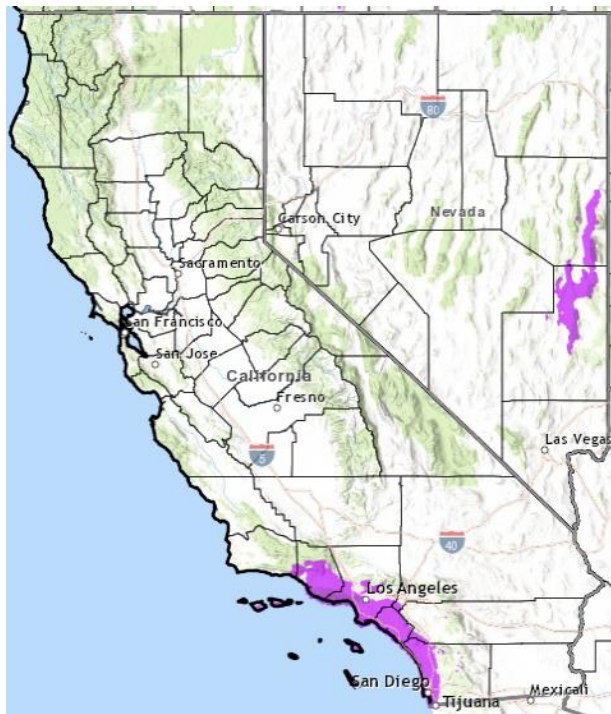 80
Carson City
Nevada
Sacramento
San Francisco
San Jose
California
Fresno
5
Las Vegas
40
Los Angeles
San Diego
Tijuana
Mexicali